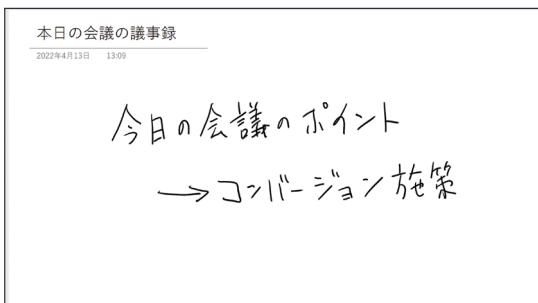 本日の会議の議事録
2022年4月13日 13:09
今日の会議のポイント
→コンバージョン施策